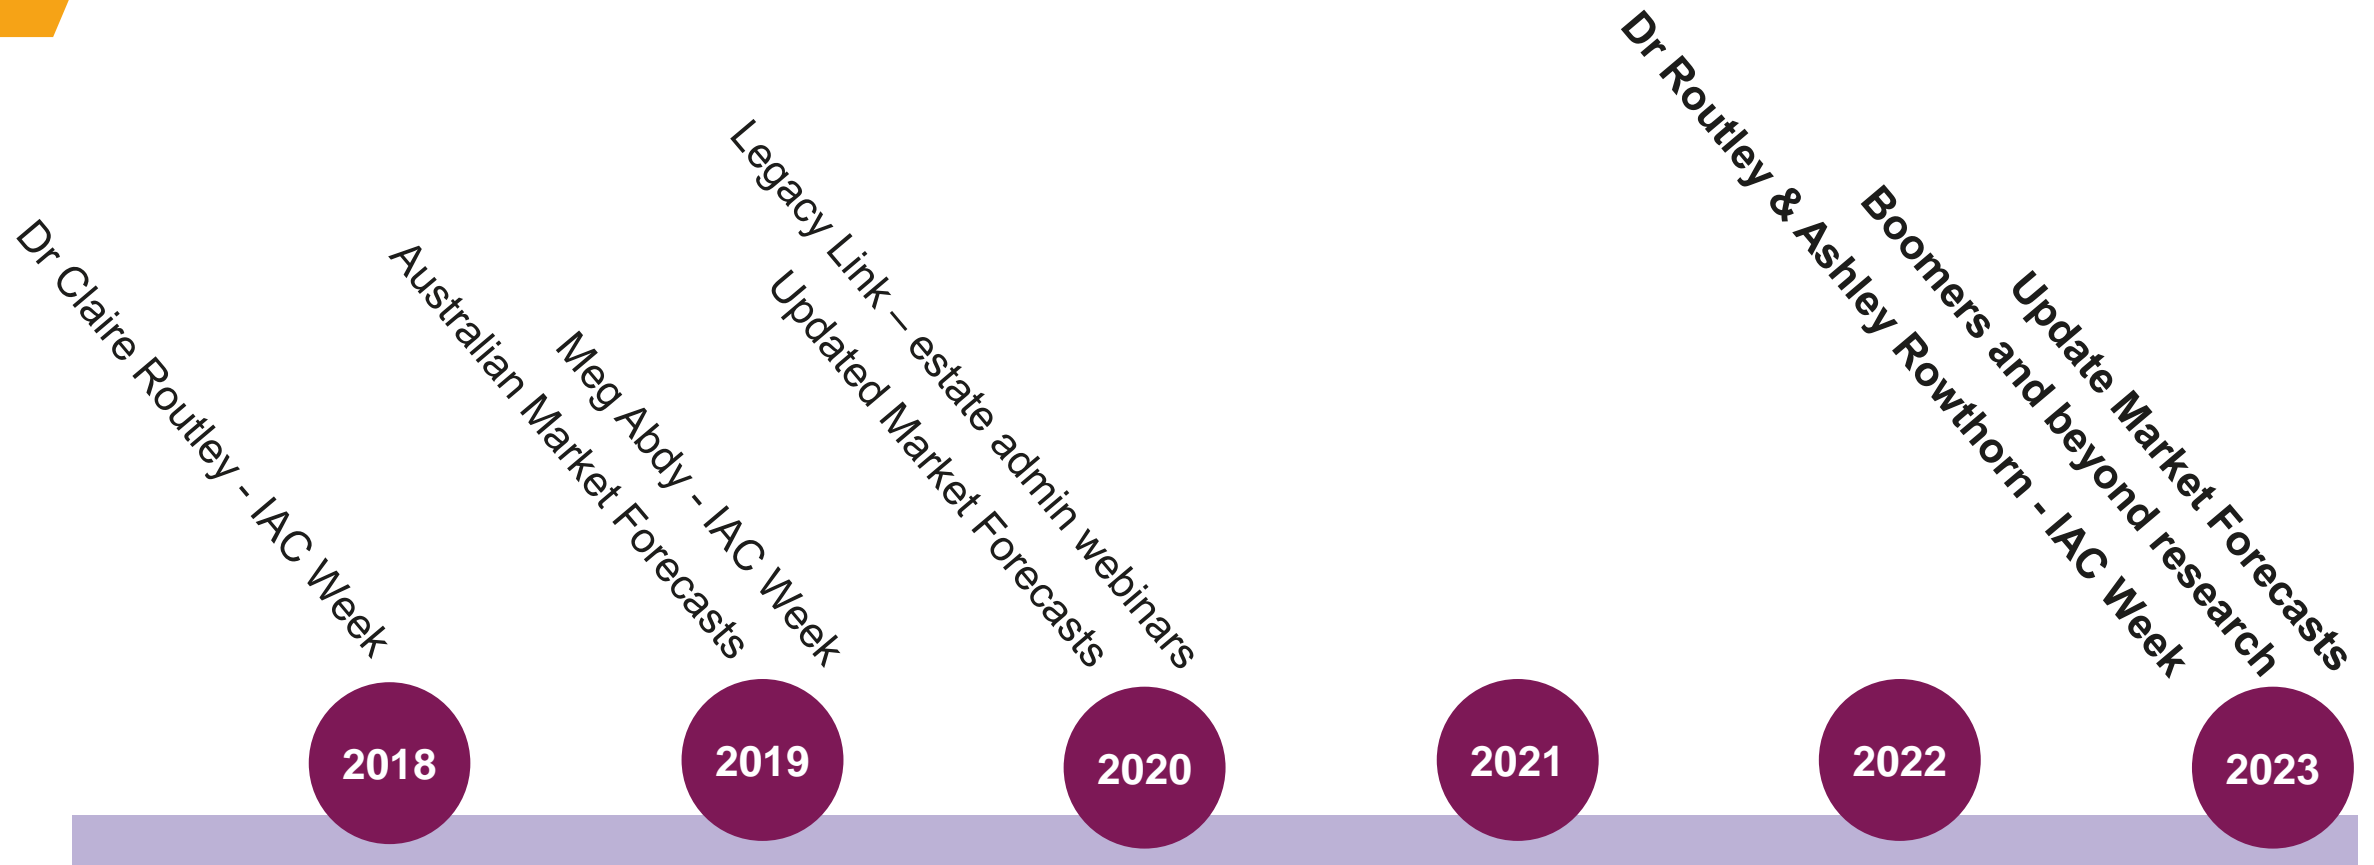 Dr Claire Routley - IAC Week
Australian Market Forecasts
Meg Abdy - IAC Week
Updated Market Forecasts
Legacy Link – estate admin webinars
Dr Routley & Ashley Rowthorn - IAC Week
Boomers and beyond research
Update Market Forecasts
2018
2019
2020
2021
2022
2023